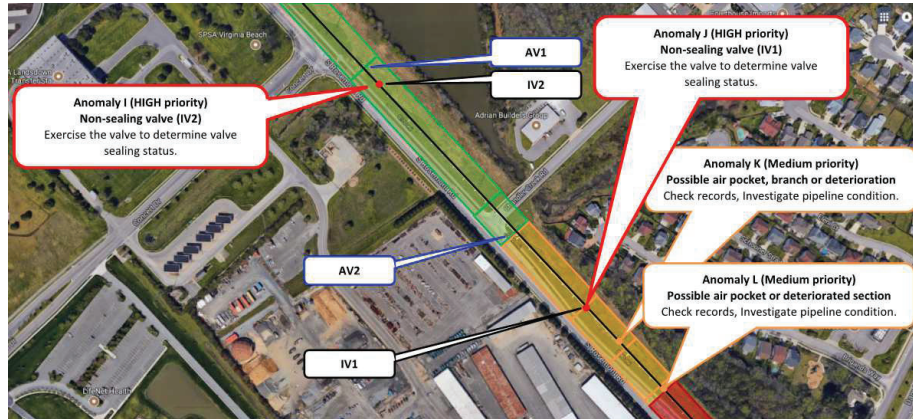 SPSA Virginia Beach
AV1
IV2
Anomaly I (HIGH priority)
Non-sealing valve (IV2)
Exercise the valve to determine valve
sealing status.
Anomaly J (HIGH priority)
Non-sealing valve (IV1)
Exercise the valve to determine valve
sealing status.
Adrian Builders Group
Anomaly K (Medium priority)
Possible air pocket, branch or deterioration
Check records, Investigate pipeline condition.
AV2
Anomaly L (Medium priority)
Possible air pocket or deteriorated section
Check records, Investigate pipeline condition.
IV1